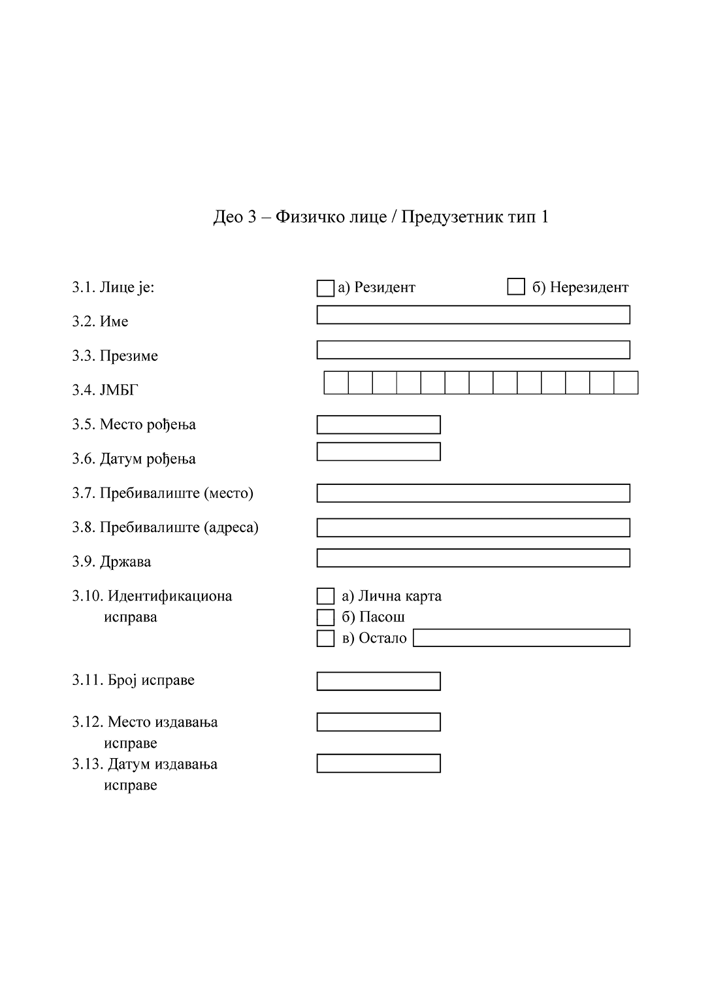 Део 3 – Физичко лице / Предузетник тип 1
3.1. Лице је: а) Резидент б) Нерезидент
3.2. Име
3.3. Презиме
3.4. ЈМБГ
3.5. Место рођења
3.6. Датум рођења
3.7. Пребивалиште (место)
3.8. Пребивалиште (адреса)
3.9. Држава
3.10. Идентификациона а) Лична карта
исправа б) Пасош
в) Остало
3.11. Број исправе
3.12. Место издавања
исправе
3.13. Датум издавања
исправе